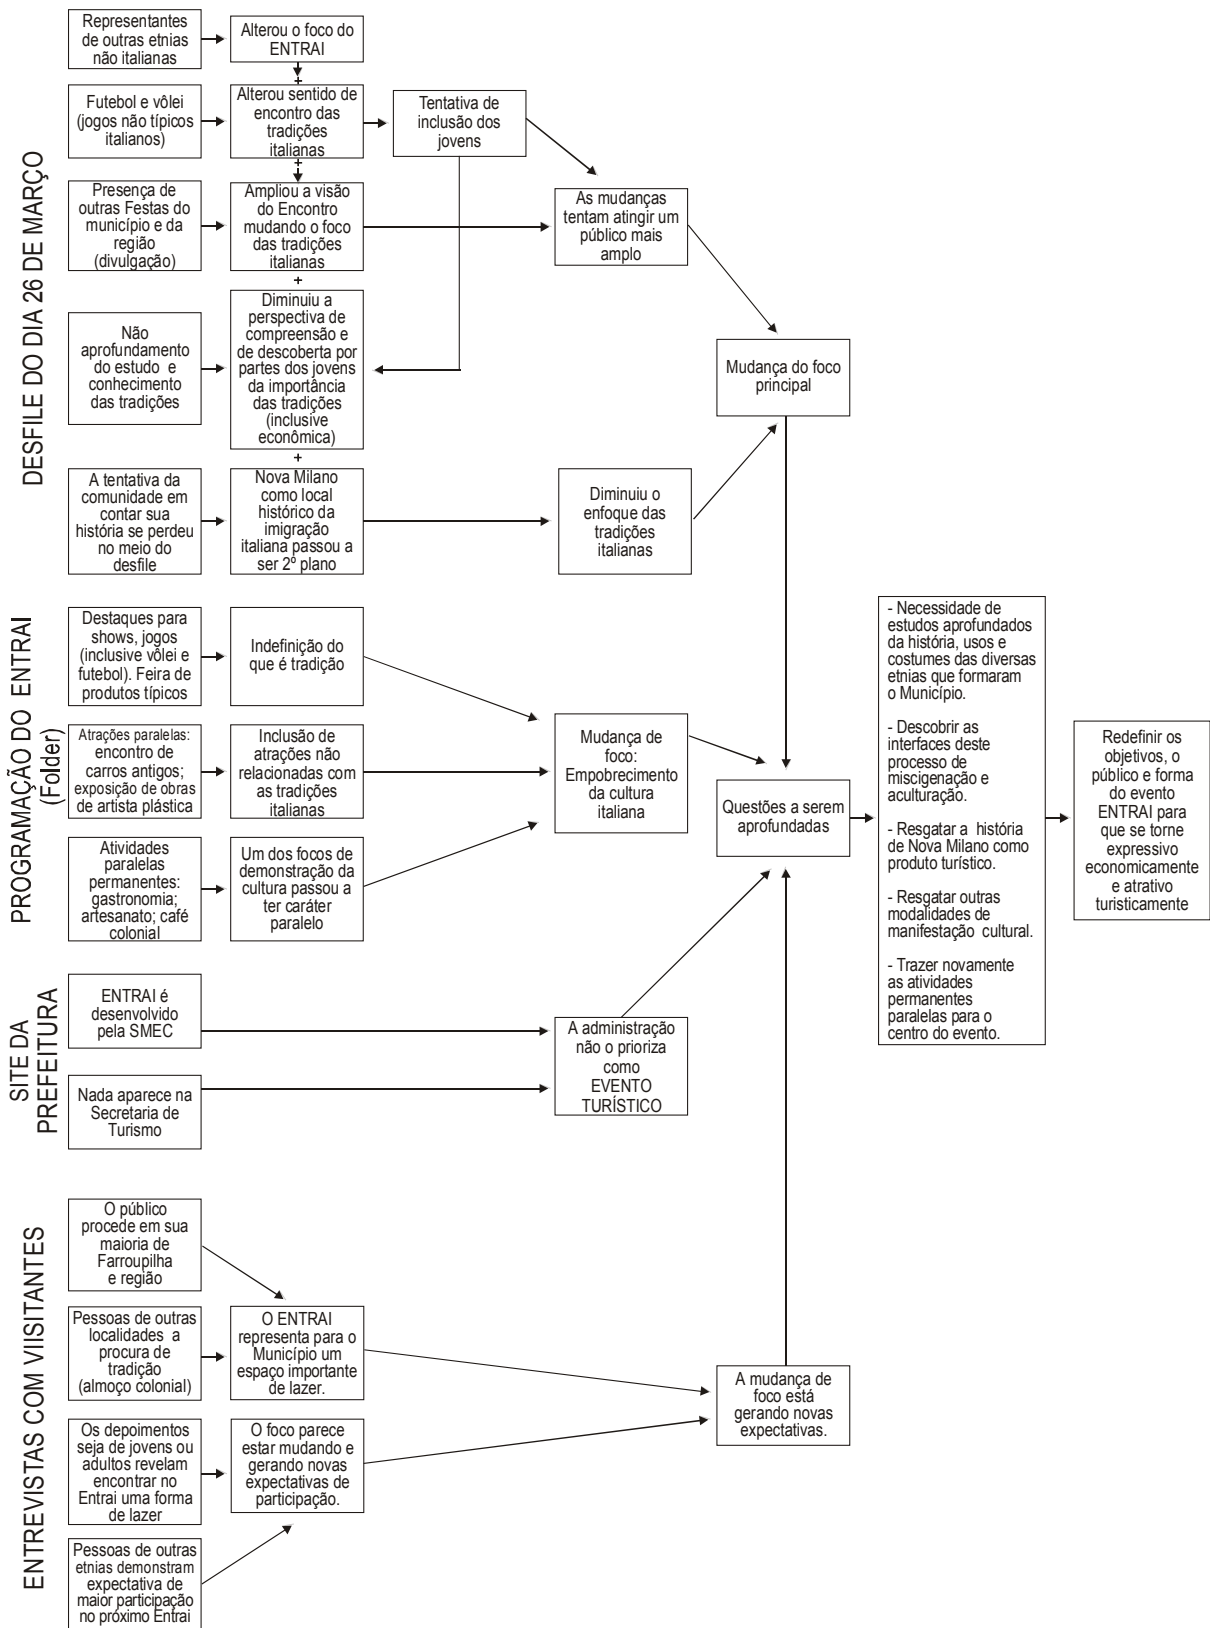 DESFILE DO DIA 26 DE MARÇO
Representantes
de outras etnias
não italianas
Alterou o foco do
ENTRAI
+
Futebol e vôlei
(jogos não típicos
italianos)
Alterou sentido de
encontro das
tradições
italianas
+
Tentativa de
inclusão dos
jovens
Presença de
outras Festas do
município e da
região
(divulgação)
Ampliou a visão
do Encontro
mudando o foco
das tradições
italianas
+
As mudanças
tentam atingir um
público mais
amplo
Não
aprofundamento
do estudo e
conhecimento
das tradições
Diminuiu a
perspectiva de
compreensão e
de descoberta por
partes dos jovens
da importância
das tradições
(inclusive
econômica)
+
Mudança do foco
principal
A tentativa da
comunidade em
contar sua
história se perdeu
no meio do
desfile
Nova Milano
como local
histórico da
imigração
italiana passou a
ser 2º plano
Diminuiu o
enfoque das
tradições
italianas
PROGRAMAÇÃO DO ENTRAI
(Folder)
Destaques para
shows, jogos
(inclusive vôlei e
futebol). Feira de
produtos típicos
Indefinição do
que é tradição
Atrações paralelas:
encontro de
carros antigos;
exposição de obras
de artista plástica
Inclusão de
atrações não
relacionadas com
as tradições
italianas
Mudança de
foco:
Empobrecimento
da cultura
italiana
Atividades
paralelas
permanentes:
gastronomia;
artesanato; café
colonial
Um dos focos de
demonstração da
cultura passou a
ter caráter
paralelo
Questões a serem
aprofundadas
- Necessidade de
estudos aprofundados
da história, usos e
costumes das diversas
etnias que formaram
o Município.
- Descobrir as
interfaces deste
processo de
miscigenação e
aculturação.
- Resgatar a história
de Nova Milano como
produto turístico.
- Resgatar outras
modalidades de
manifestação cultural.
- Trazer novamente
as atividades
permanentes
paralelas para o
centro do evento.
Redefinir os
objetivos, o
público e forma
do evento
ENTRAI para
que se torne
expressivo
economicamente
e atrativo
turisticamente
SITE DA
PREFEITURA
ENTRAI é
desenvolvido
pela SMEC
Nada aparece na
Secretaria de
Turismo
A administração
não o prioriza
como
EVENTO
TURÍSTICO
ENTREVISTAS COM VIISITANTES
O público
procede em sua
maioria de
Farroupilha
e região
Pessoas de outras
localidades a
procura de
tradição
(almoço colonial)
O ENTRAI
representa para o
Município um
espaço importante
de lazer.
Os depoimentos
seja de jovens ou
adultos revelam
encontrar no
Entrai uma forma
de lazer
O foco parece
estar mudando e
gerando novas
expectativas de
participação.
A mudança de
foco está
gerando novas
expectativas.
Pessoas de outras
etnias demonstram
expectativa de
maior participação
no próximo Entrai